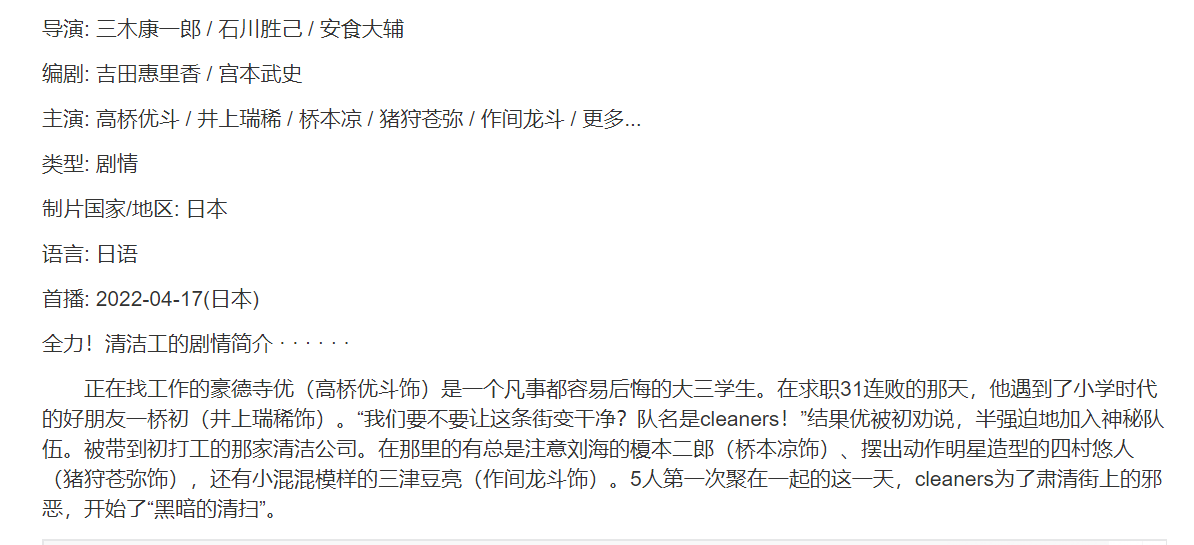 导演: 三木康一郎 / 石川胜己 / 安食大辅
编剧: 吉田惠里香 / 宫本武史
主演: 高桥优斗 / 井上瑞稀 / 桥本凉 / 猪狩苍弥 / 作间龙斗 / 更多...
类型: 剧情
制片国家/地区: 日本
语言: 日语
首播: 2022-04-17(日本)
全力！清洁工的剧情简介 · · · · · ·
正在找工作的豪德寺优（高桥优斗饰）是一个凡事都容易后悔的大三学生。在求职31连败的那天，他遇到了小学时代
的好朋友一桥初（井上瑞稀饰）。“我们要不要让这条街变干净？队名是cleaners！”结果优被初劝说，半强迫地加入神秘队
伍。被带到初打工的那家清洁公司。在那里的有总是注意刘海的榎本二郎（桥本凉饰）、摆出动作明星造型的四村悠人
（猪狩苍弥饰），还有小混混模样的三津豆亮（作间龙斗饰）。5人第一次聚在一起的这一天，cleaners为了肃清街上的邪
恶，开始了“黑暗的清扫”。